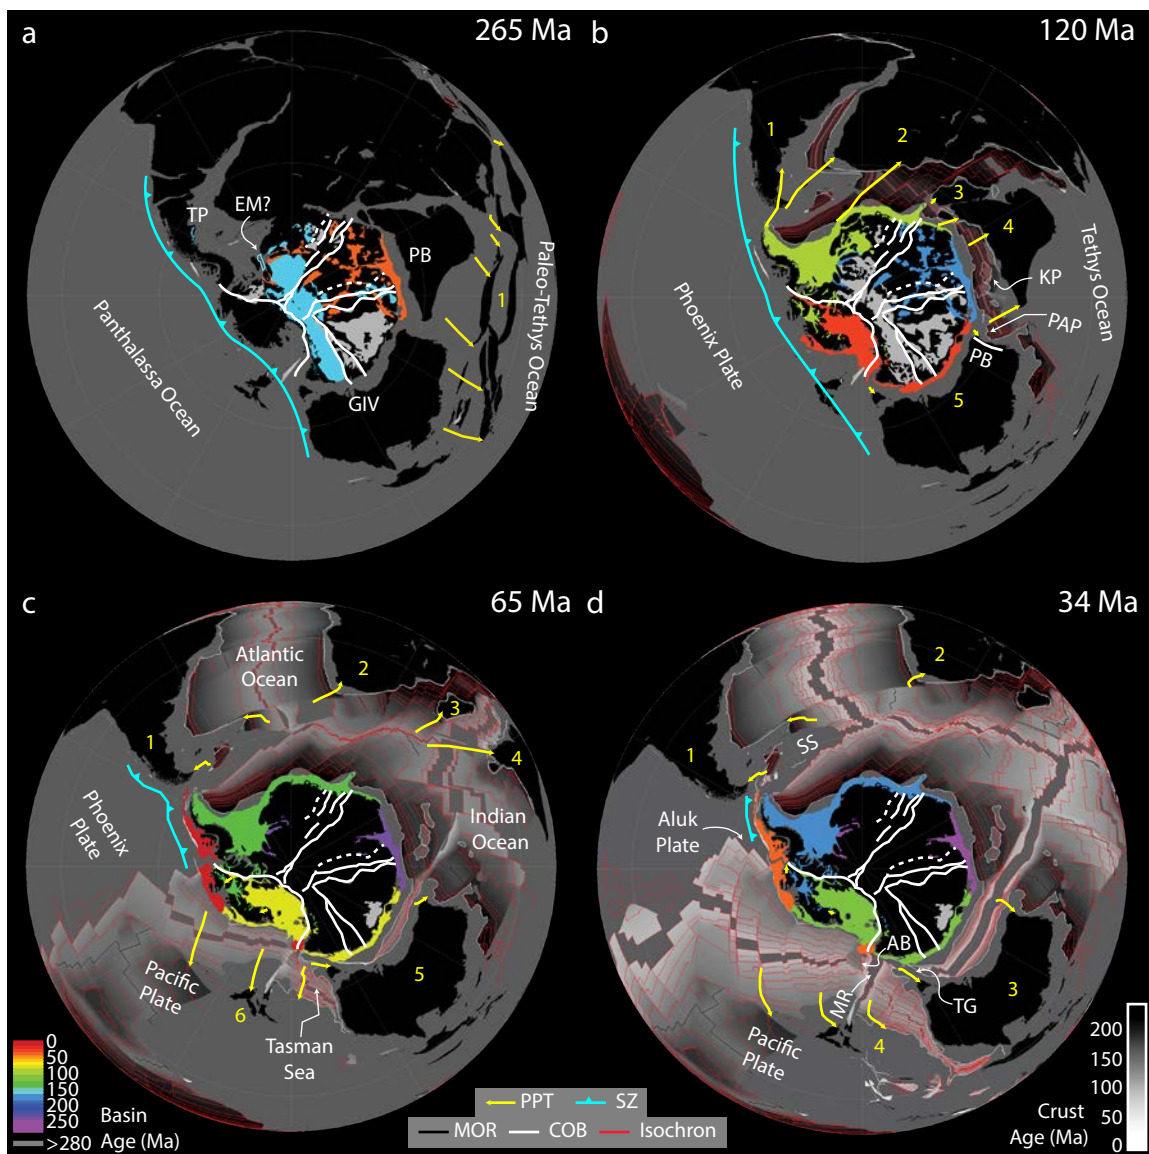 a
265 Ma
TP
EM?
PB
1
Paleo-Tethys Ocean
Panthalassa Ocean
GIV
b
120 Ma
1
2
3
4
Tethys Ocean
KP
PAP
PB
5
Phoenix Plate
c
65 Ma
Atlantic
Ocean
2
3
1
4
Phoenix
Plate
Indian
Ocean
Pacific
Plate
6
5
Tasman
Sea
0
50
100
150
200
250
>280
Basin
Age (Ma)
d
34 Ma
2
1
SS
Aluk
Plate
AB
MR
TG
3
4
Pacific
Plate
200
150
100
50
0
Crust
Age (Ma)
PPT
SZ
MOR
COB
Isochron